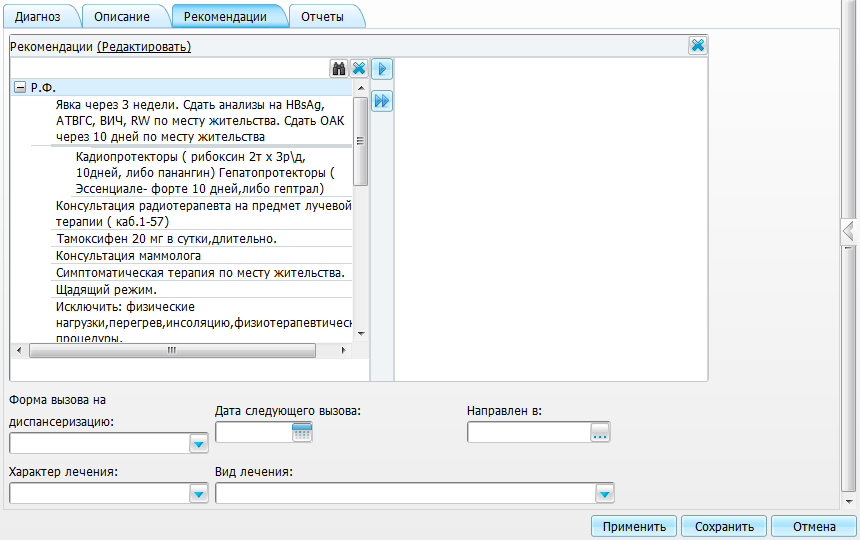 Диагноз
Описание
Рекомендации
Отчеты
Рекомендации (Редактировать)
Р.Ф.
Явка через 3 недели. Сдать анализы на HBsAg,
АТВГС, ВИЧ, RW по месту жительства. Сдать ОАК
через 10 дней по месту жительства
Кадиопротекторы ( рибоксин 2т х 3р\д,
10дней, либо панангин) Гепатопротекторы (
Эссенциале- форте 10 дней,либо гептрал)
Консультация радиотерапевта на предмет лучевой
терапии ( каб.1-57)
Тамоксифен 20 мг в сутки,длительно.
Консультация маммолога
Симптоматическая терапия по месту жительства.
Щадящий режим.
Исключить: физические
нагрузки,перегрев,инсоляцию,физиотерапевтичес
процедуры.
Форма вызова на
диспансеризацию:
Дата следующего вызова:
Направлен в:
...
Характер лечения:
Вид лечения:
Применить
Сохранить
Отмена